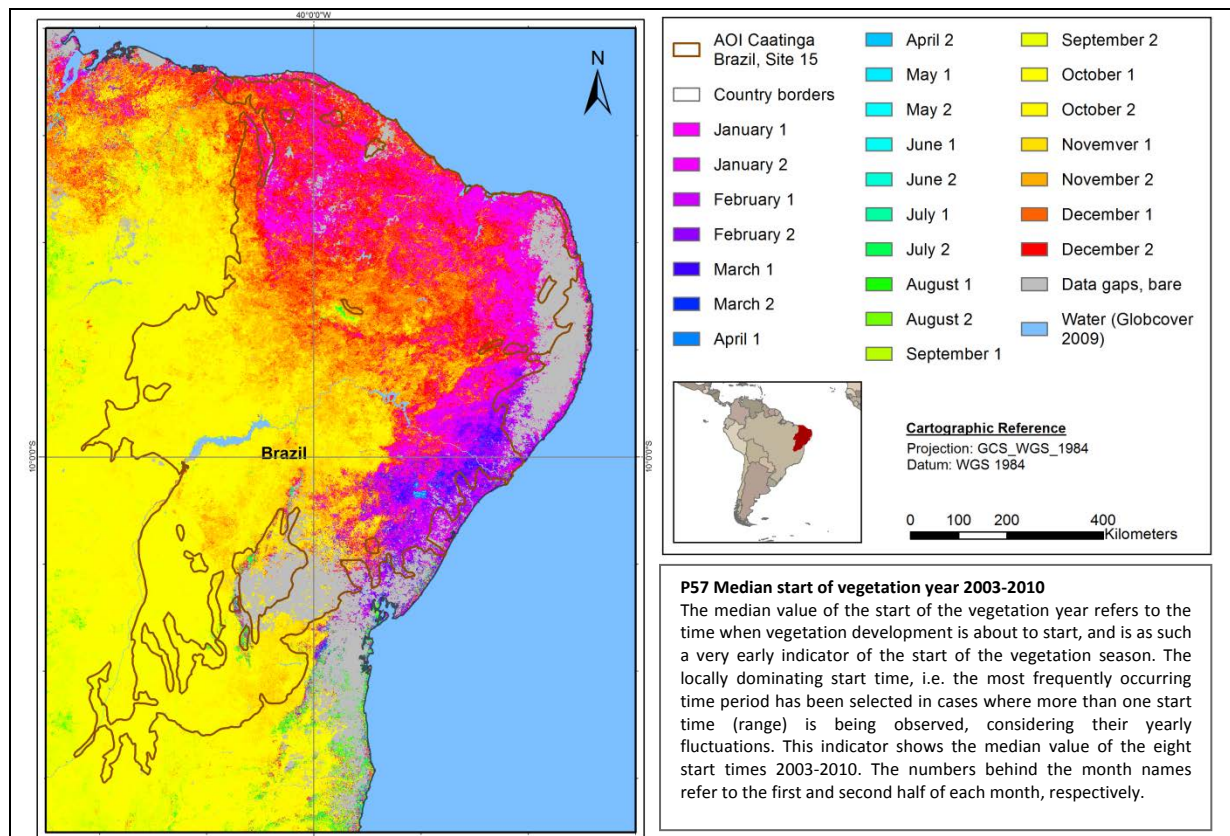 40°0'0"W
N
10°0'0"S
Brazil
10°0'0"S
AOI Caatinga
Brazil, Site 15
Country borders
January 1
January 2
February 1
February 2
March 1
March 2
April 1
April 2
May 1
May 2
June 1
June 2
July 1
July 2
August 1
August 2
September 1
September 2
October 1
October 2
Novemver 1
November 2
December 1
December 2
Data gaps, bare
Water (Globcover
2009)
Cartographic Reference
Projection: GCS_WGS_1984
Datum: WGS 1984
0 100 200 400
Kilometers
P57 Median start of vegetation year 2003-2010
The median value of the start of the vegetation year refers to the
time when vegetation development is about to start, and is as such
a very early indicator of the start of the vegetation season. The
locally dominating start time, i.e. the most frequently occurring
time period has been selected in cases where more than one start
time (range) is being observed, considering their yearly
fluctuations. This indicator shows the median value of the eight
start times 2003-2010. The numbers behind the month names
refer to the first and second half of each month, respectively.